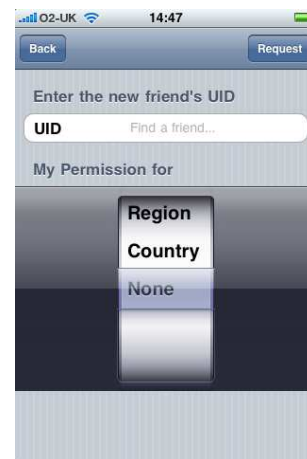 O2-UK 14:47
Back Request
Enter the new friend's UID
UID Find a friend...
My Permission for
Region
Country
None